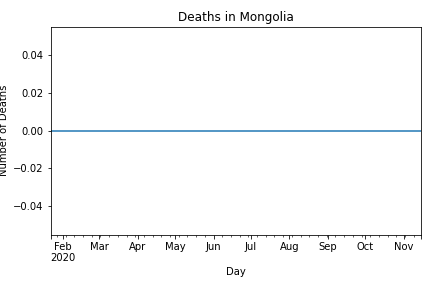 Deaths in Mongolia
Number of Deaths
0.04
0.02
0.00
−0.02
−0.04
Feb Mar Apr May Jun Jul Aug Sep Oct Nov
2020
Day